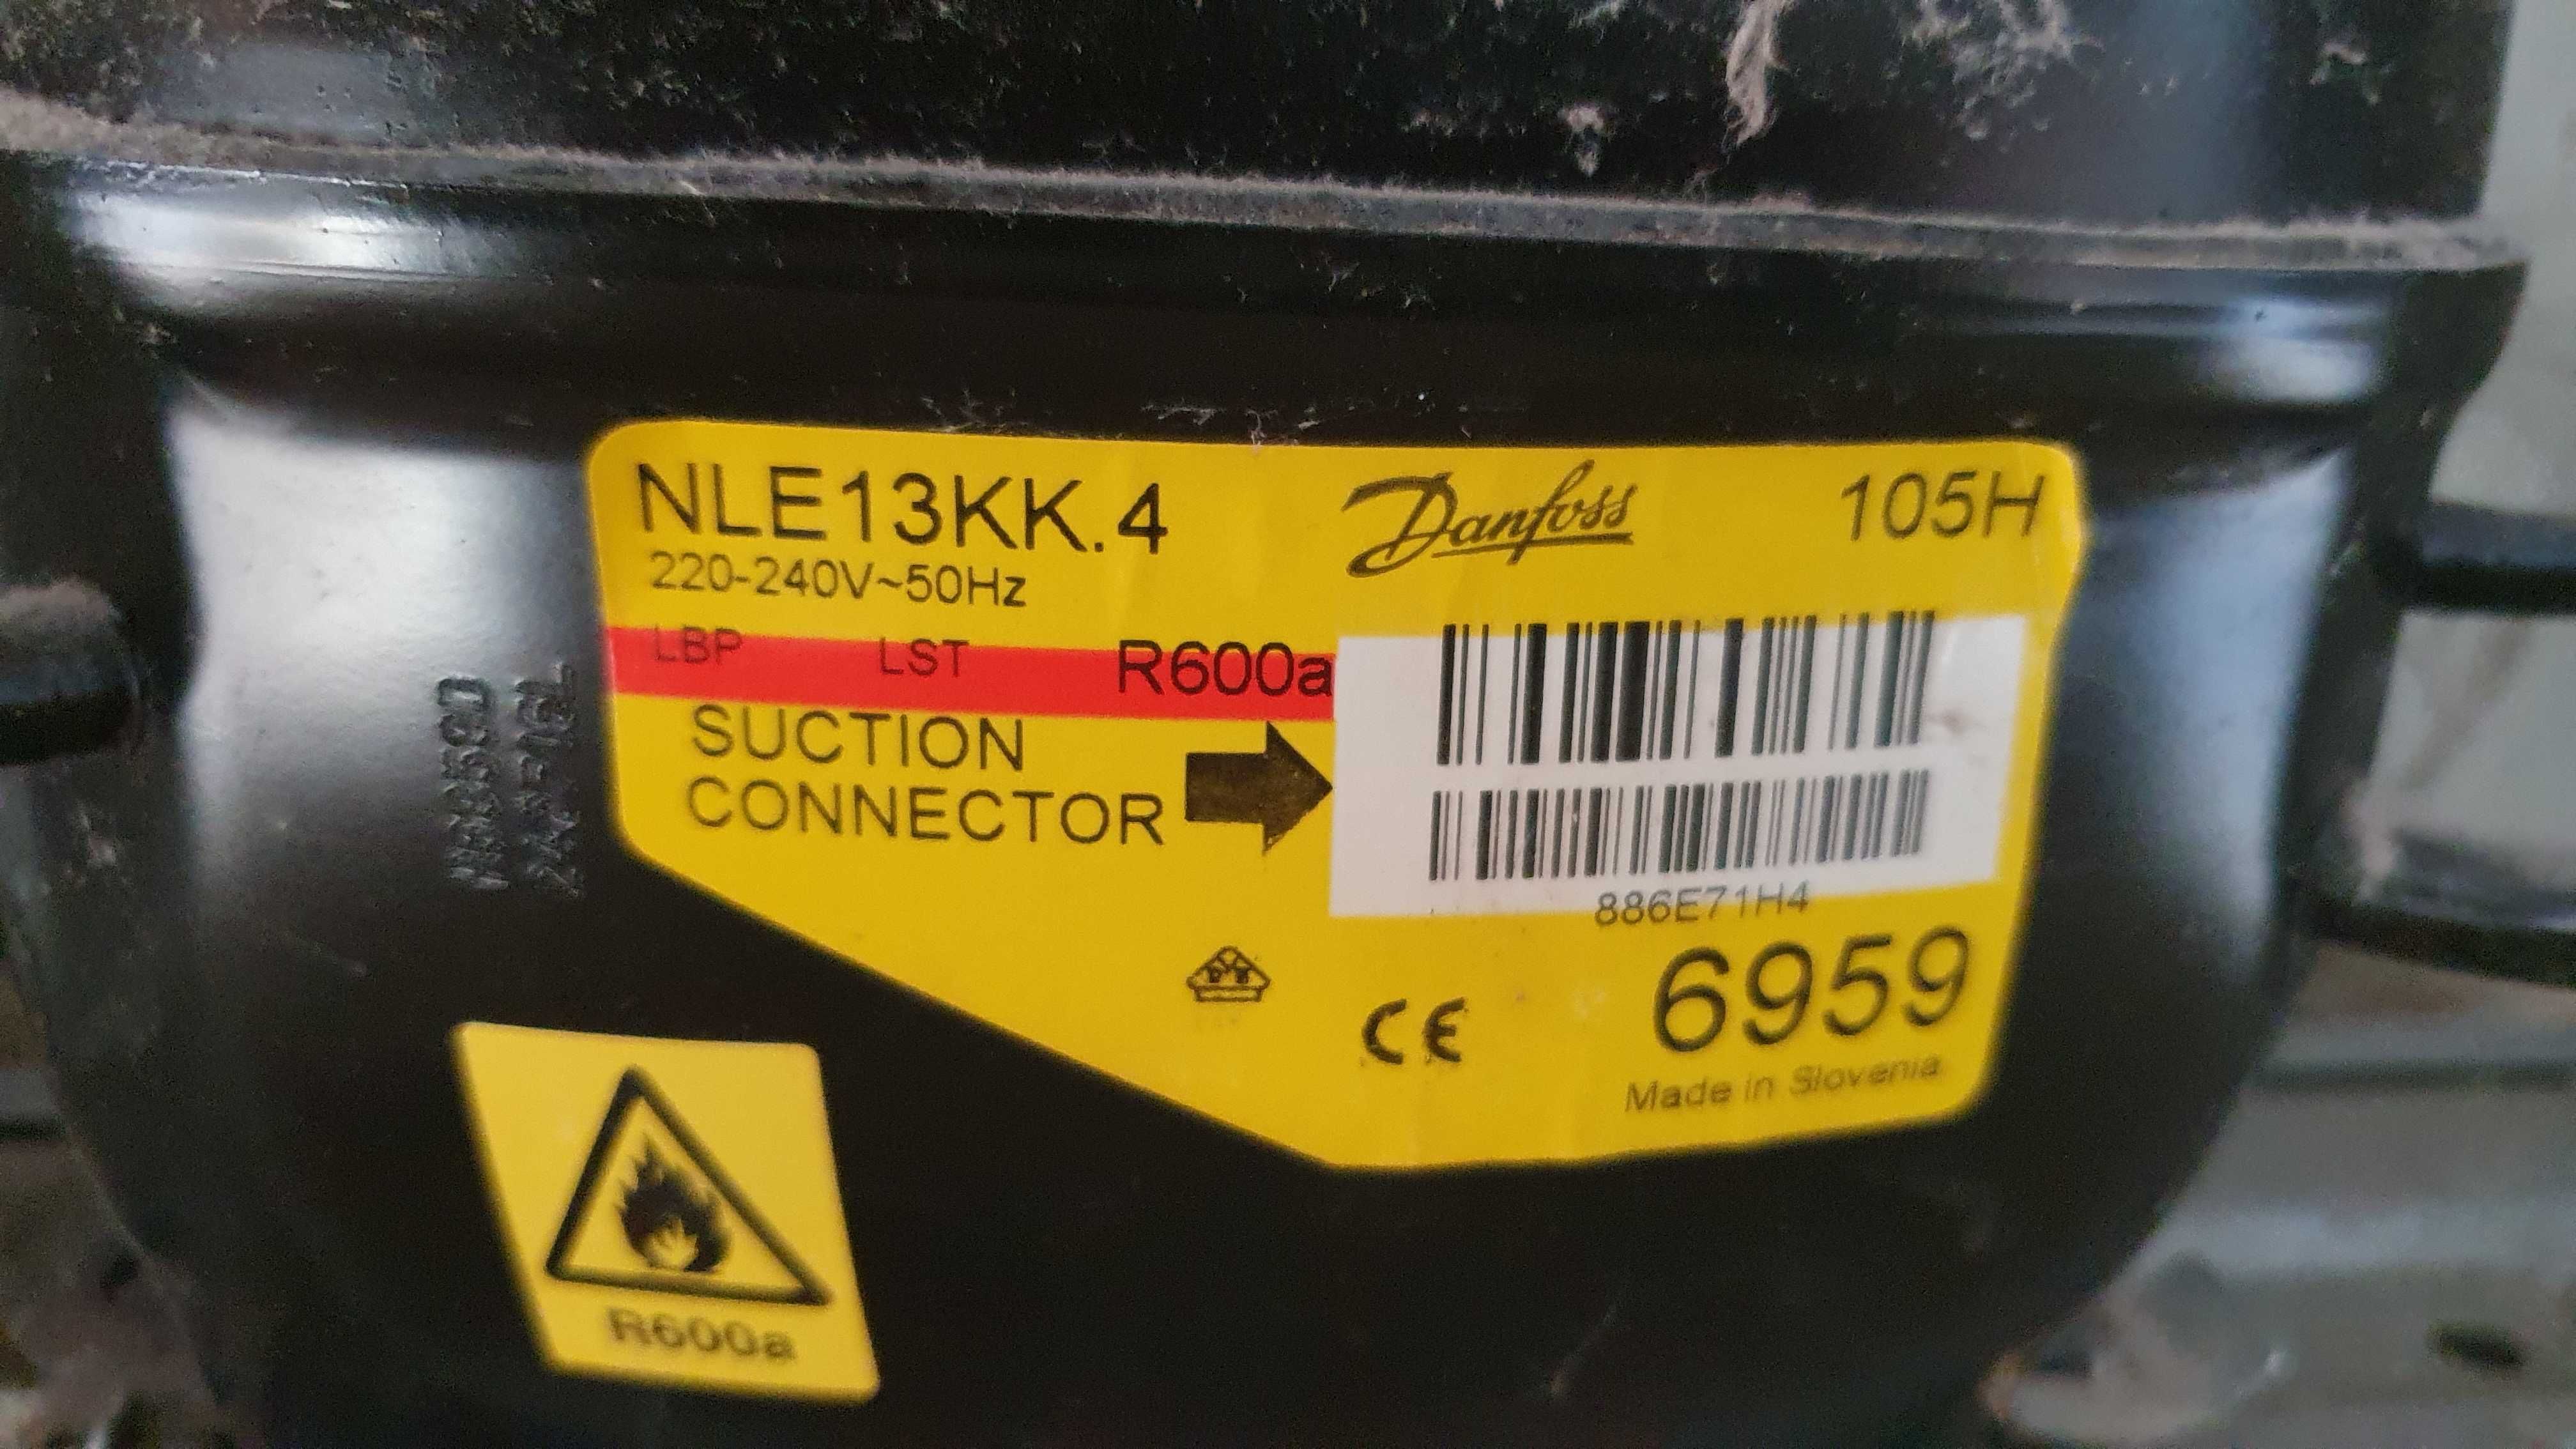 NLE13KK.4
Danfoss
105H
220-240V~50Hz
LBP LST R600a
SUCTION
CONNECTOR
886E71H4
CE
6959
Made in Slovenia
R600a